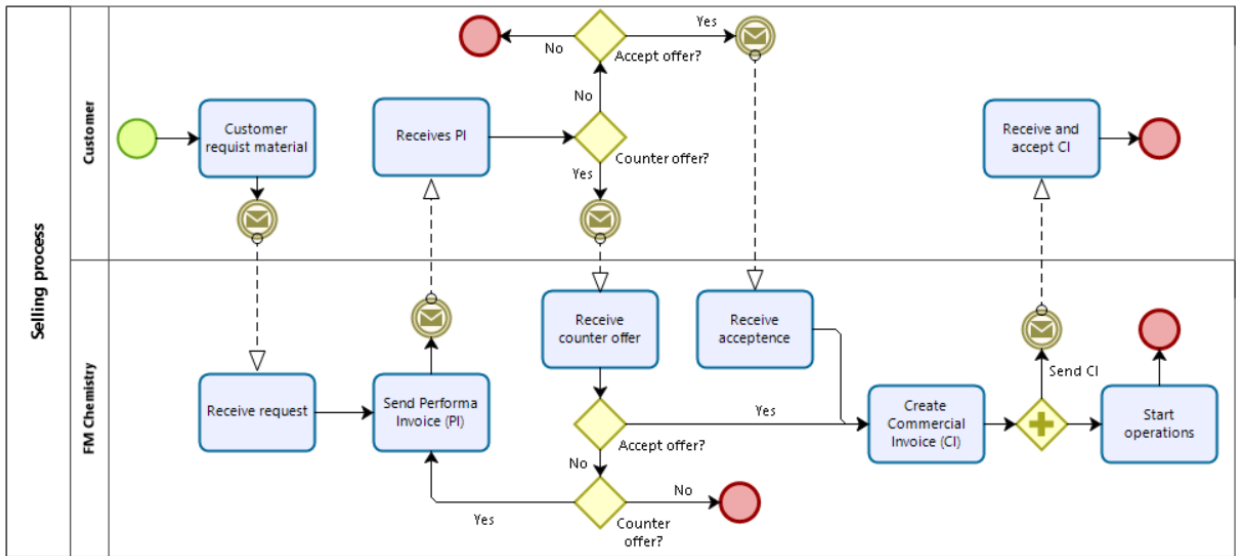 Selling process
Customer
FM Chemistry
Customer
requist material
Receives PI
No
Accept offer?
Yes
No
Counter offer?
Yes
Receive and
accept CI
Receive request
Send Performa
Invoice (PI)
Receive
counter offer
Receive
acceptence
Accept offer?
Yes
No
Counter
offer?
Yes
No
Create
Commercial
Invoice (CI)
Send CI
Start
operations